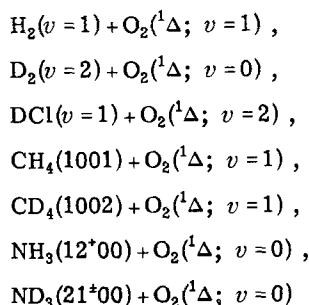 H₂(v = 1) + O₂(¹Δ; v = 1) ,
D₂(v = 2) + O₂(¹Δ; v = 0) ,
DCl(v = 1) + O₂(¹Δ; v = 2) ,
CH₄(1001) + O₂(¹Δ; v = 1) ,
CD₄(1002) + O₂(¹Δ; v = 1) ,
NH₃(12⁺00) + O₂(¹Δ; v = 0) ,
ND₃(21±00) + O₂(¹Δ; v = 0)